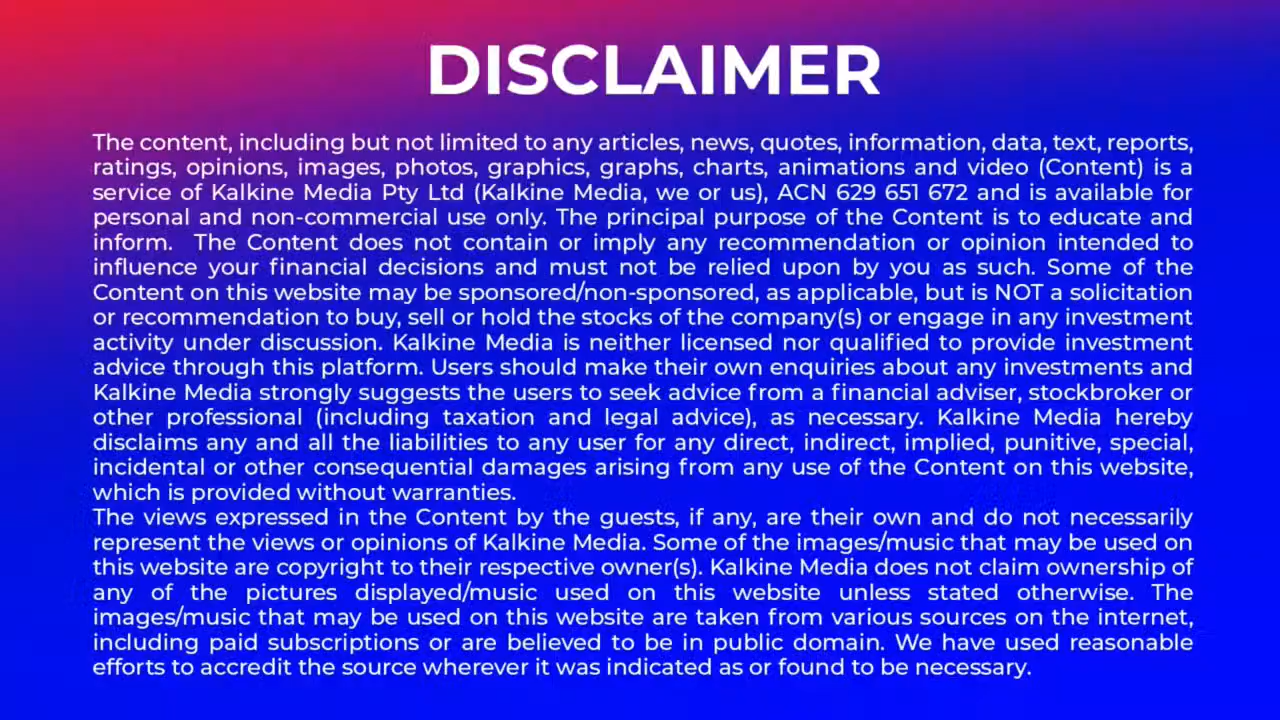 DISCLAIMER
The content, including but not limited to any articles, news, quotes, information, data, text, reports,
ratings, opinions, images, photos, graphics, graphs, charts, animations and video (Content) is a
service of Kalkine Media Pty Ltd (Kalkine Media, we or us), ACN 629 651 672 and is available for
personal and non-commercial use only. The principal purpose of the Content is to educate and
inform. The Content does not contain or imply any recommendation or opinion intended to
influence your financial decisions and must not be relied upon by you as such. Some of the
Content on this website may be sponsored/non-sponsored, as applicable, but is NOT a solicitation
or recommendation to buy, sell or hold the stocks of the company(s) or engage in any investment
activity under discussion. Kalkine Media is neither licensed nor qualified to provide investment
advice through this platform. Users should make their own enquiries about any investments and
Kalkine Media strongly suggests the users to seek advice from a financial adviser, stockbroker or
other professional (including taxation and legal advice), as necessary. Kalkine Media hereby
disclaims any and all the liabilities to any user for any direct, indirect, implied, punitive, special,
incidental or other consequential damages arising from any use of the Content on this website,
which is provided without warranties.
The views expressed in the Content by the guests, if any, are their own and do not necessarily
represent the views or opinions of Kalkine Media. Some of the images/music that may be used on
this website are copyright to their respective owner(s). Kalkine Media does not claim ownership of
any of the pictures displayed/music used on this website unless stated otherwise. The
images/music that may be used on this website are taken from various sources on the internet,
including paid subscriptions or are believed to be in public domain. We have used reasonable
efforts to accredit the source wherever it was indicated as or found to be necessary.